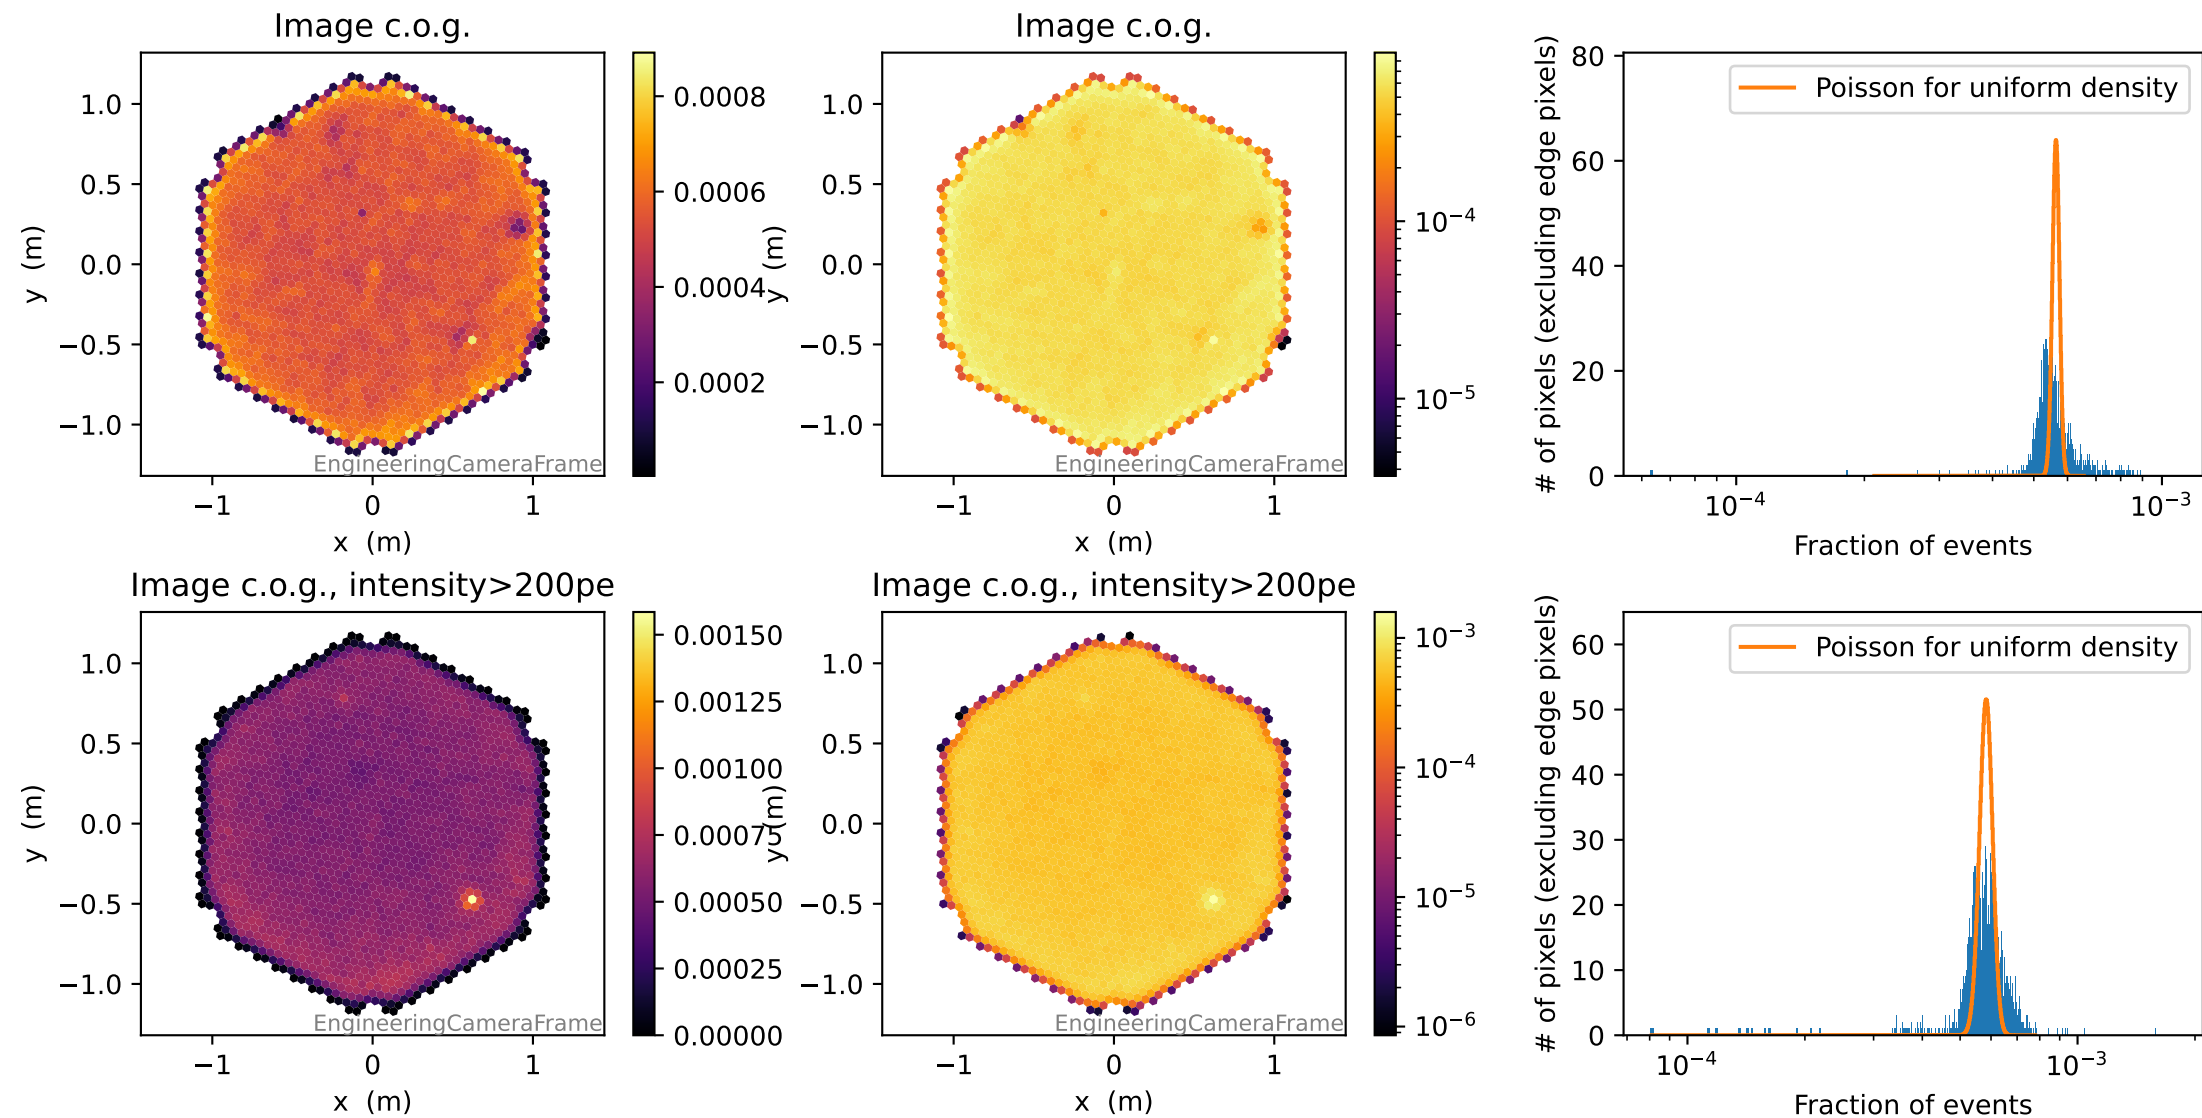 Image c.o.g.
1.0
0.5
0.0
−0.5
−1.0
y (m)
−1
0
1
x (m)
EngineeringCameraFrame
0.0008
0.0006
0.0004
0.0002
Image c.o.g.
1.0
0.5
0.0
−0.5
−1.0
y (m)
−1
0
1
x (m)
EngineeringCameraFrame
10⁻⁴
10⁻⁵
80
60
40
20
0
# of pixels (excluding edge pixels)
Poisson for uniform density
10⁻⁴
10⁻³
Fraction of events
Image c.o.g., intensity>200pe
1.0
0.5
0.0
−0.5
−1.0
y (m)
−1
0
1
x (m)
EngineeringCameraFrame
0.00150
0.00125
0.00100
0.00075
0.00050
0.00025
0.00000
Image c.o.g., intensity>200pe
1.0
0.5
0.0
−0.5
−1.0
y (m)
−1
0
1
x (m)
EngineeringCameraFrame
10⁻³
10⁻⁴
10⁻⁵
10⁻⁶
60
50
40
30
20
10
0
# of pixels (excluding edge pixels)
Poisson for uniform density
10⁻⁴
10⁻³
Fraction of events